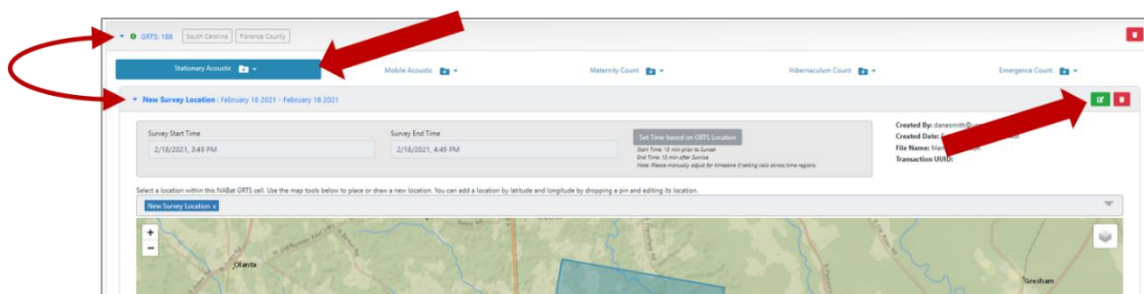 GRTS: 188 South Carolina Florence County
Stationary Acoustic Mobile Acoustic Maternity Count Hibernaculum Count Emergence Count
New Survey Location : February 18 2021 - February 18 2021
Survey Start Time Survey End Time
2/18/2021, 3:49 PM 2/18/2021, 4:49 PM
Set Time based on GRTS Location
Start Time: 15 min prior to Sunset
End Time: 15 min after Sunrise
Note: Please manually adjust for timezone if setting cells across time regions.
Created By: danesmith@
Created Date:
File Name:
Transaction UUID:
Select a location within this NABat GRTS cell. Use the map tools below to place or draw a new location. You can add a location by latitude and longitude by dropping a pin and editing its location.
New Survey Location x
+
−
Olanta
Gresham